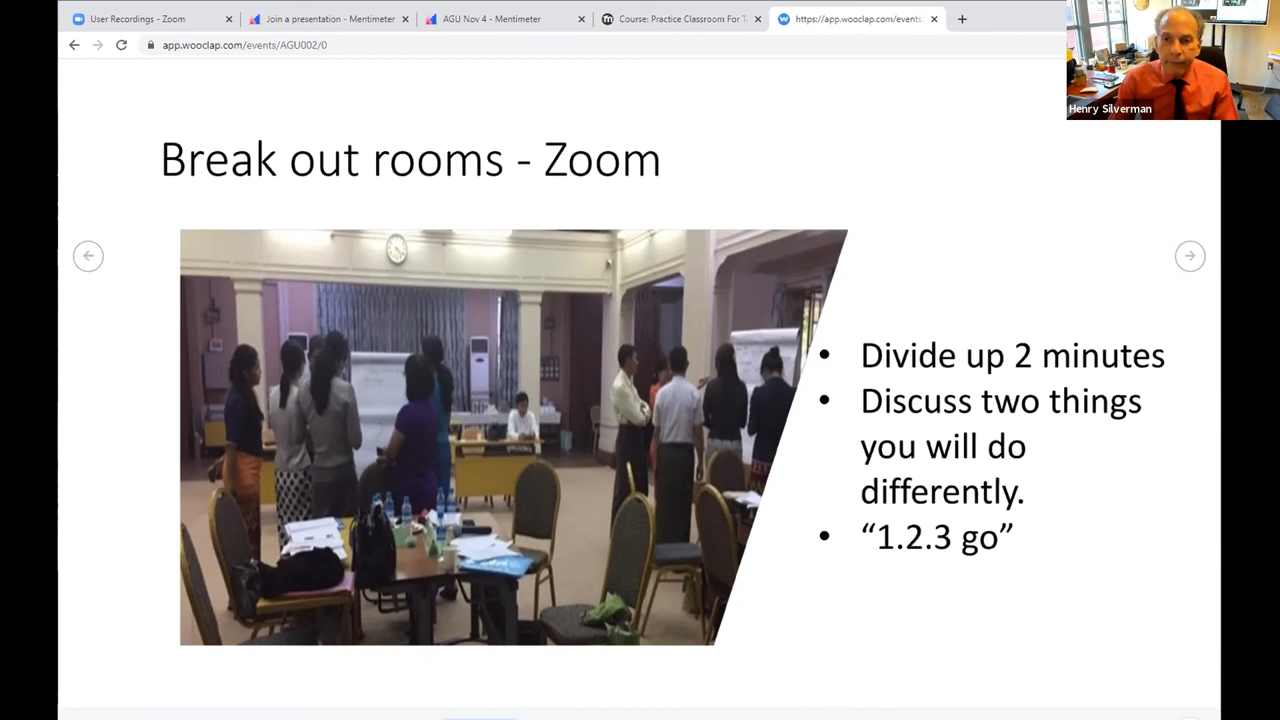 User Recordings - Zoom
Join a presentation - Mentimeter
AGU Nov 4 - Mentimeter
Course: Practice Classroom For T
https://app.wooclap.com/events
app.wooclap.com/events/AGU002/0
Henry Silverman
Break out rooms - Zoom
• Divide up 2 minutes
• Discuss two things
you will do
differently.
• “1.2.3 go”